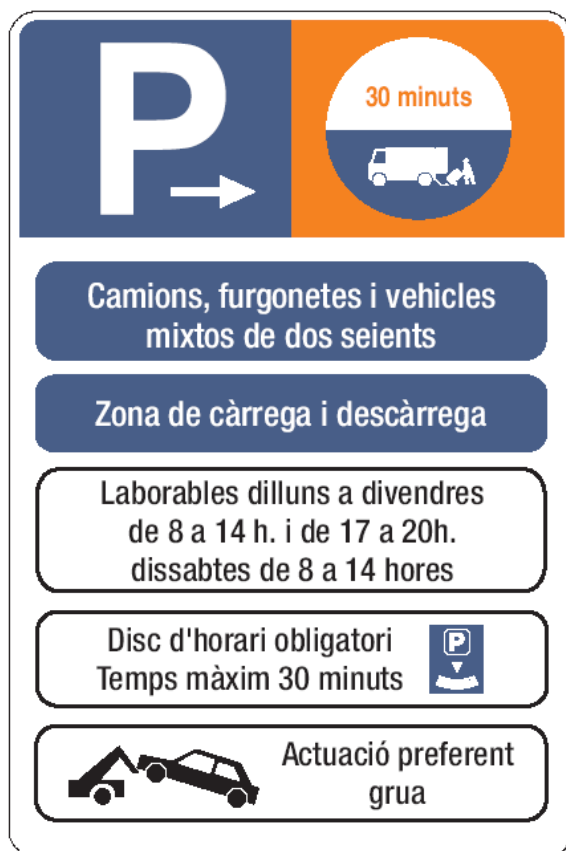 P
30 minuts
Camions, furgonetes i vehicles
mixtos de dos seients
Zona de càrrega i descàrrega
Laborables dilluns a divendres
de 8 a 14 h. i de 17 a 20h.
dissabtes de 8 a 14 hores
Disc d'horari obligatori
Temps màxim 30 minuts
P
Actuació preferent
grua